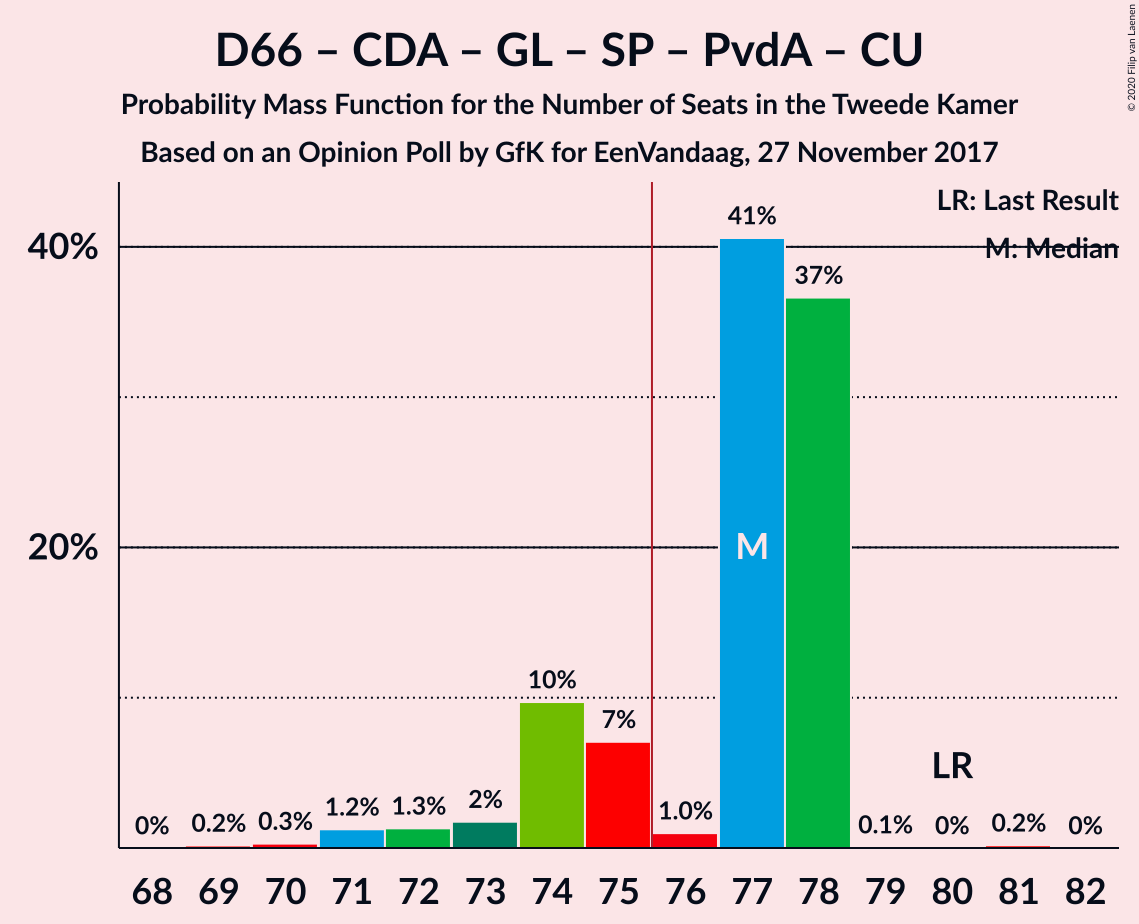 D66 – CDA – GL – SP – PvdA – CU
Probability Mass Function for the Number of Seats in the Tweede Kamer
Based on an Opinion Poll by GfK for EenVandaag, 27 November 2017
© 2020 Filip van Laenen
LR: Last Result
M: Median
40%
20%
0% 0.2% 0.3% 1.2% 1.3% 2% 10% 7% 1.0% 41% 37% 0.1% 0% 0.2% 0%
M
LR
68 69 70 71 72 73 74 75 76 77 78 79 80 81 82